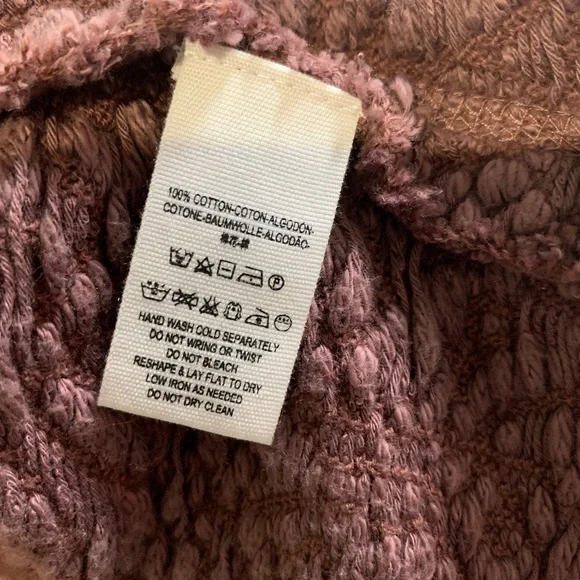 100% COTTON-COTON-ALGODÓN-
COTONE-BAUMWOLLE-ALGODÃO-
HAND WASH COLD SEPARATELY
DO NOT WRING OR TWIST
DO NOT BLEACH
RESHAPE & LAY FLAT TO DRY
LOW IRON AS NEEDED
DO NOT DRY CLEAN